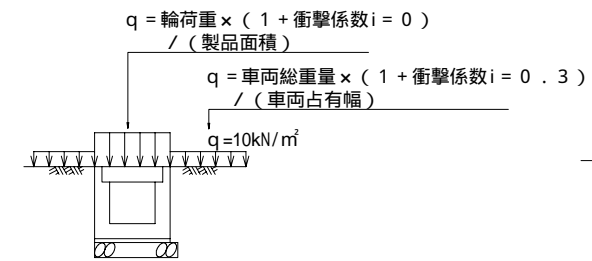 q = 輪荷重 × ( 1 + 衝撃係数 i = 0 )
/ ( 製品面積 )
q = 車両総重量 × ( 1 + 衝撃係数 i = 0 . 3 )
/ ( 車両占有幅 )
q =10kN/㎡